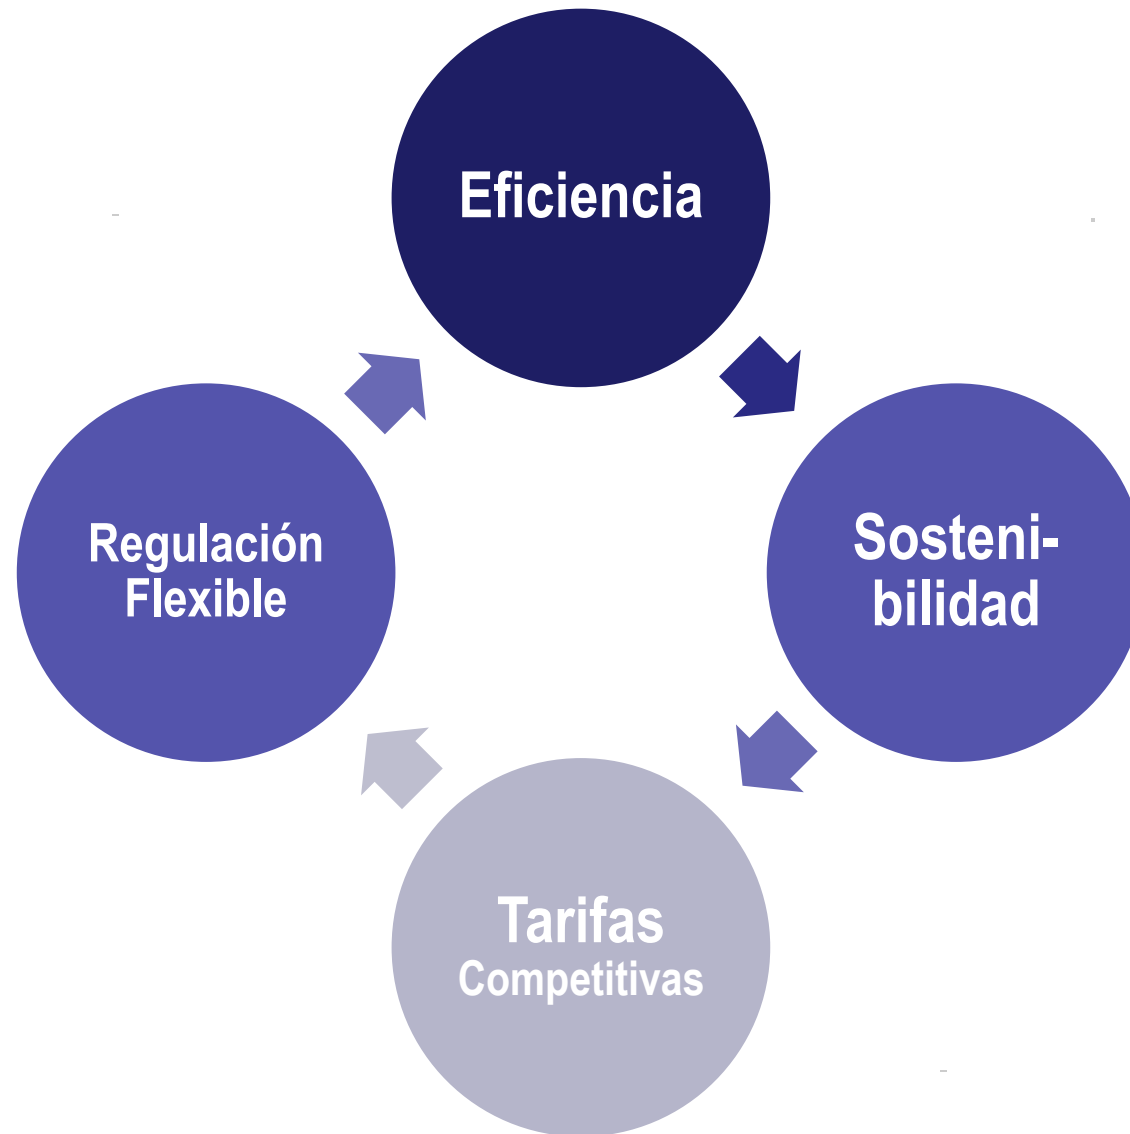 Eficiencia
Sosteni-
bilidad
Tarifas
Competitivas
Regulación
Flexible